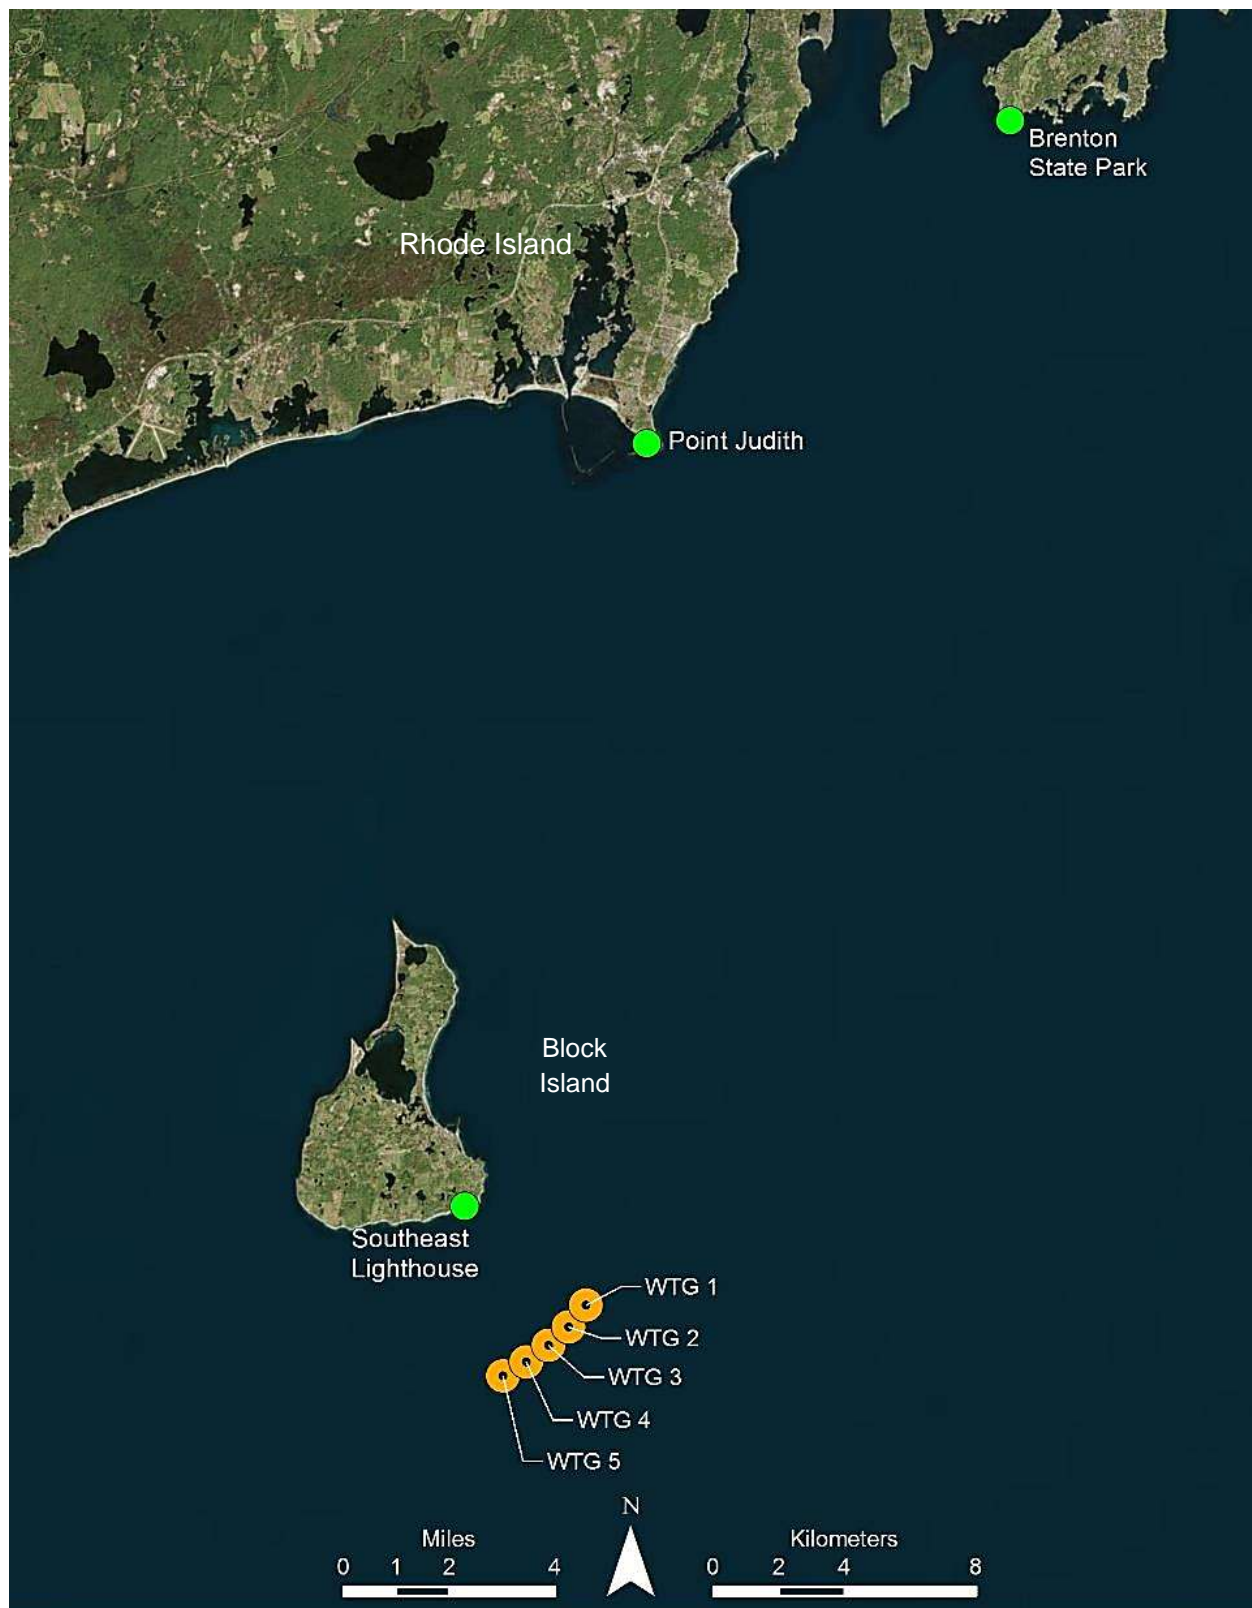 Brenton
State Park
Rhode Island
Point Judith
Block
Island
Southeast
Lighthouse
WTG 1
WTG 2
WTG 3
WTG 4
WTG 5
N
Miles
0 1 2 4
Kilometers
0 2 4 8